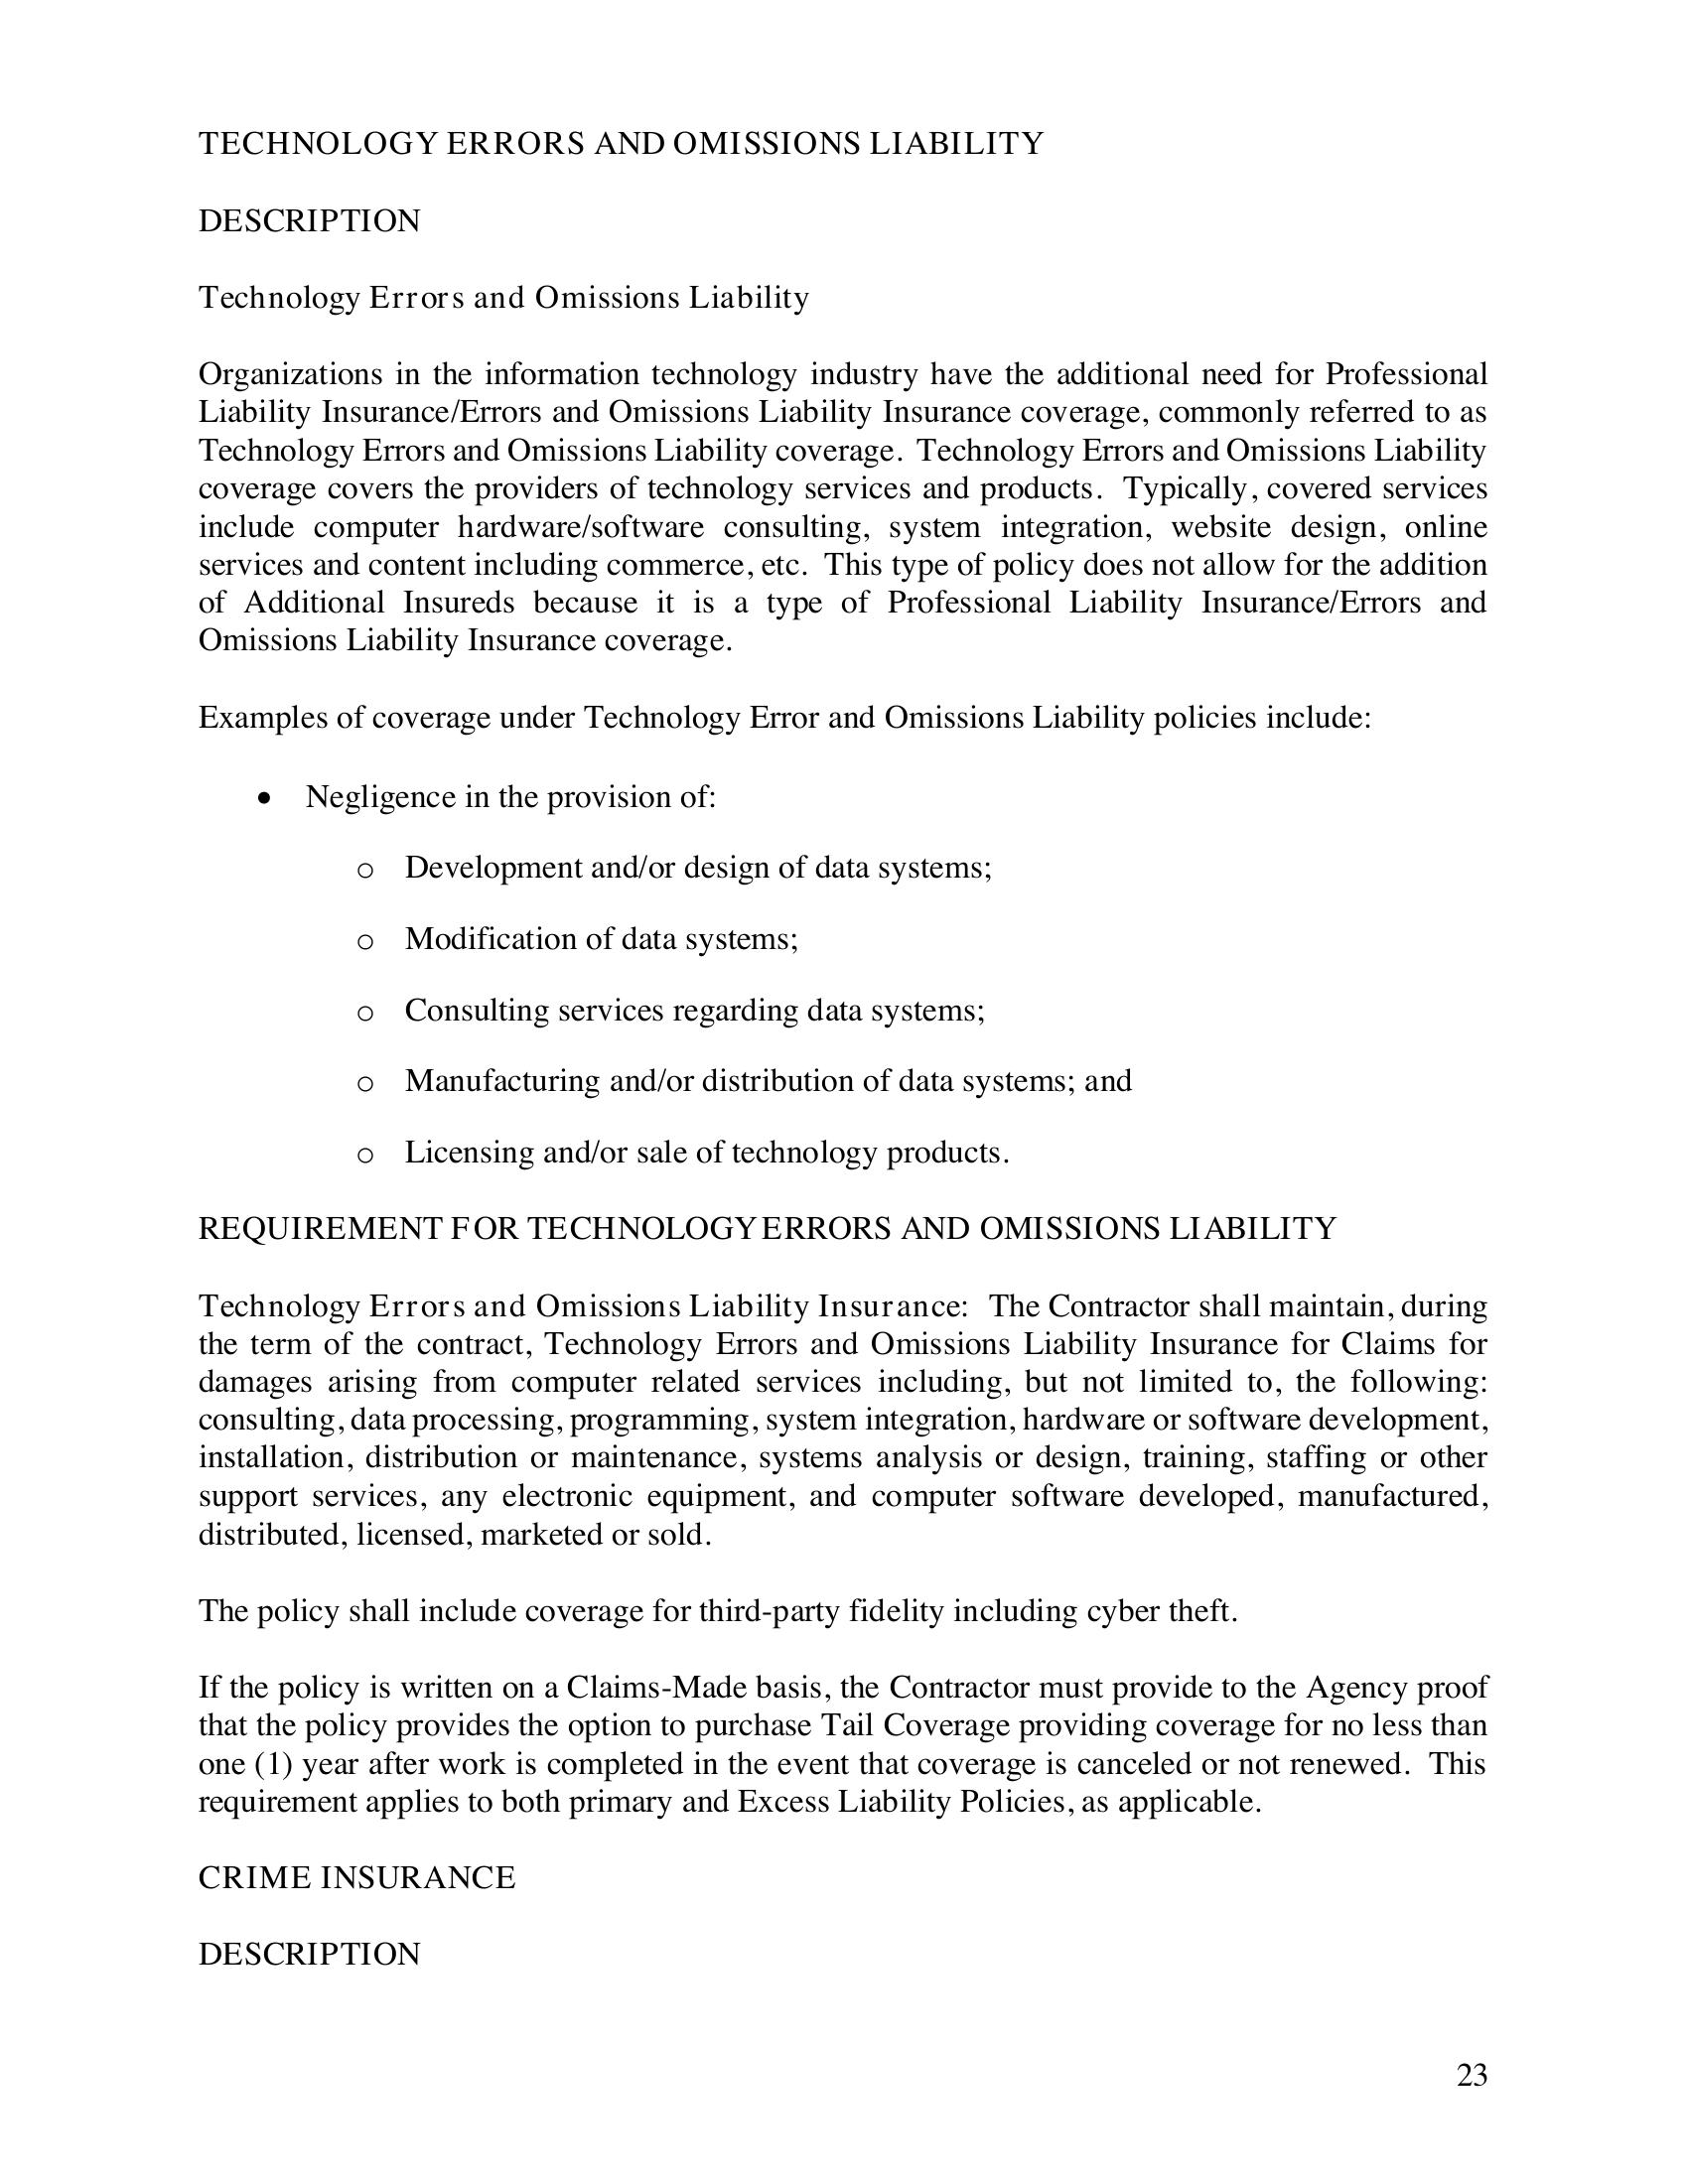 TECHNOLOGY ERRORS AND OMISSIONS LIABILITY
DESCRIPTION
Technology Errors and Omissions Liability
Organizations in the information technology industry have the additional need for Professional
Liability Insurance/Errors and Omissions Liability Insurance coverage, commonly referred to as
Technology Errors and Omissions Liability coverage. Technology Errors and Omissions Liability
coverage covers the providers of technology services and products. Typically, covered services
include computer hardware/software consulting, system integration, website design, online
services and content including commerce, etc. This type of policy does not allow for the addition
of Additional Insureds because it is a type of Professional Liability Insurance/Errors and
Omissions Liability Insurance coverage.
Examples of coverage under Technology Error and Omissions Liability policies include:
• Negligence in the provision of:
o Development and/or design of data systems;
o Modification of data systems;
o Consulting services regarding data systems;
o Manufacturing and/or distribution of data systems; and
o Licensing and/or sale of technology products.
REQUIREMENT FOR TECHNOLOGY ERRORS AND OMISSIONS LIABILITY
Technology Errors and Omissions Liability Insurance: The Contractor shall maintain, during
the term of the contract, Technology Errors and Omissions Liability Insurance for Claims for
damages arising from computer related services including, but not limited to, the following:
consulting, data processing, programming, system integration, hardware or software development,
installation, distribution or maintenance, systems analysis or design, training, staffing or other
support services, any electronic equipment, and computer software developed, manufactured,
distributed, licensed, marketed or sold.
The policy shall include coverage for third-party fidelity including cyber theft.
If the policy is written on a Claims-Made basis, the Contractor must provide to the Agency proof
that the policy provides the option to purchase Tail Coverage providing coverage for no less than
one (1) year after work is completed in the event that coverage is canceled or not renewed. This
requirement applies to both primary and Excess Liability Policies, as applicable.
CRIME INSURANCE
DESCRIPTION
23